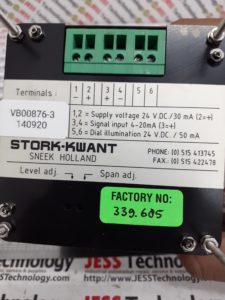 Terminals: 1 2 3 4 5 6
- + + -
VB00876-3
140920
1,2 = Supply voltage 24 V.DC./30 mA (2=+)
3,4 = Signal input 4-20mA (3=+)
5,6 = Dial illumination 24 V.DC./ 50 mA
STORK-KWANT
SNEEK HOLLAND
PHONE: (0) 515 413745
FAX.: (0) 515 422478
Level adj.
Span adj.
FACTORY NO:
339.605
JESS Technology